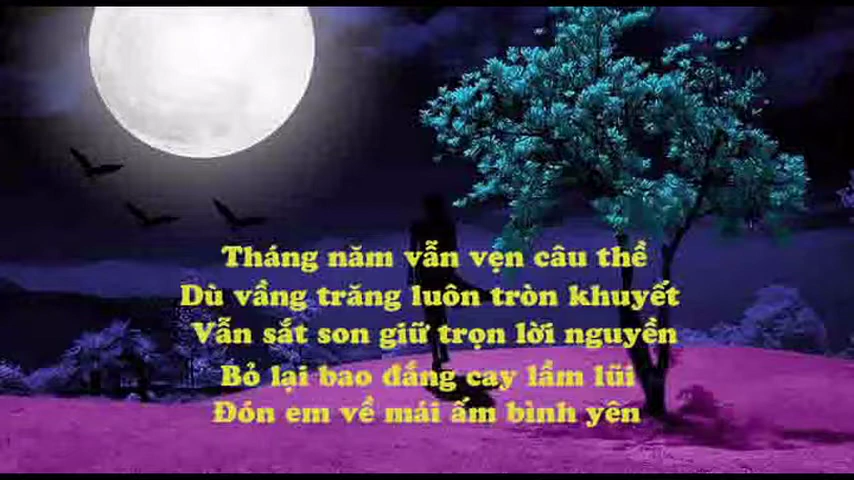 Tháng năm vẫn vẹn câu thề
Dù vầng trăng luôn tròn khuyết
Vẫn sắt son giữ trọn lời nguyền
Bỏ lại bao đắng cay lầm lũi
Đón em về mái ấm bình yên